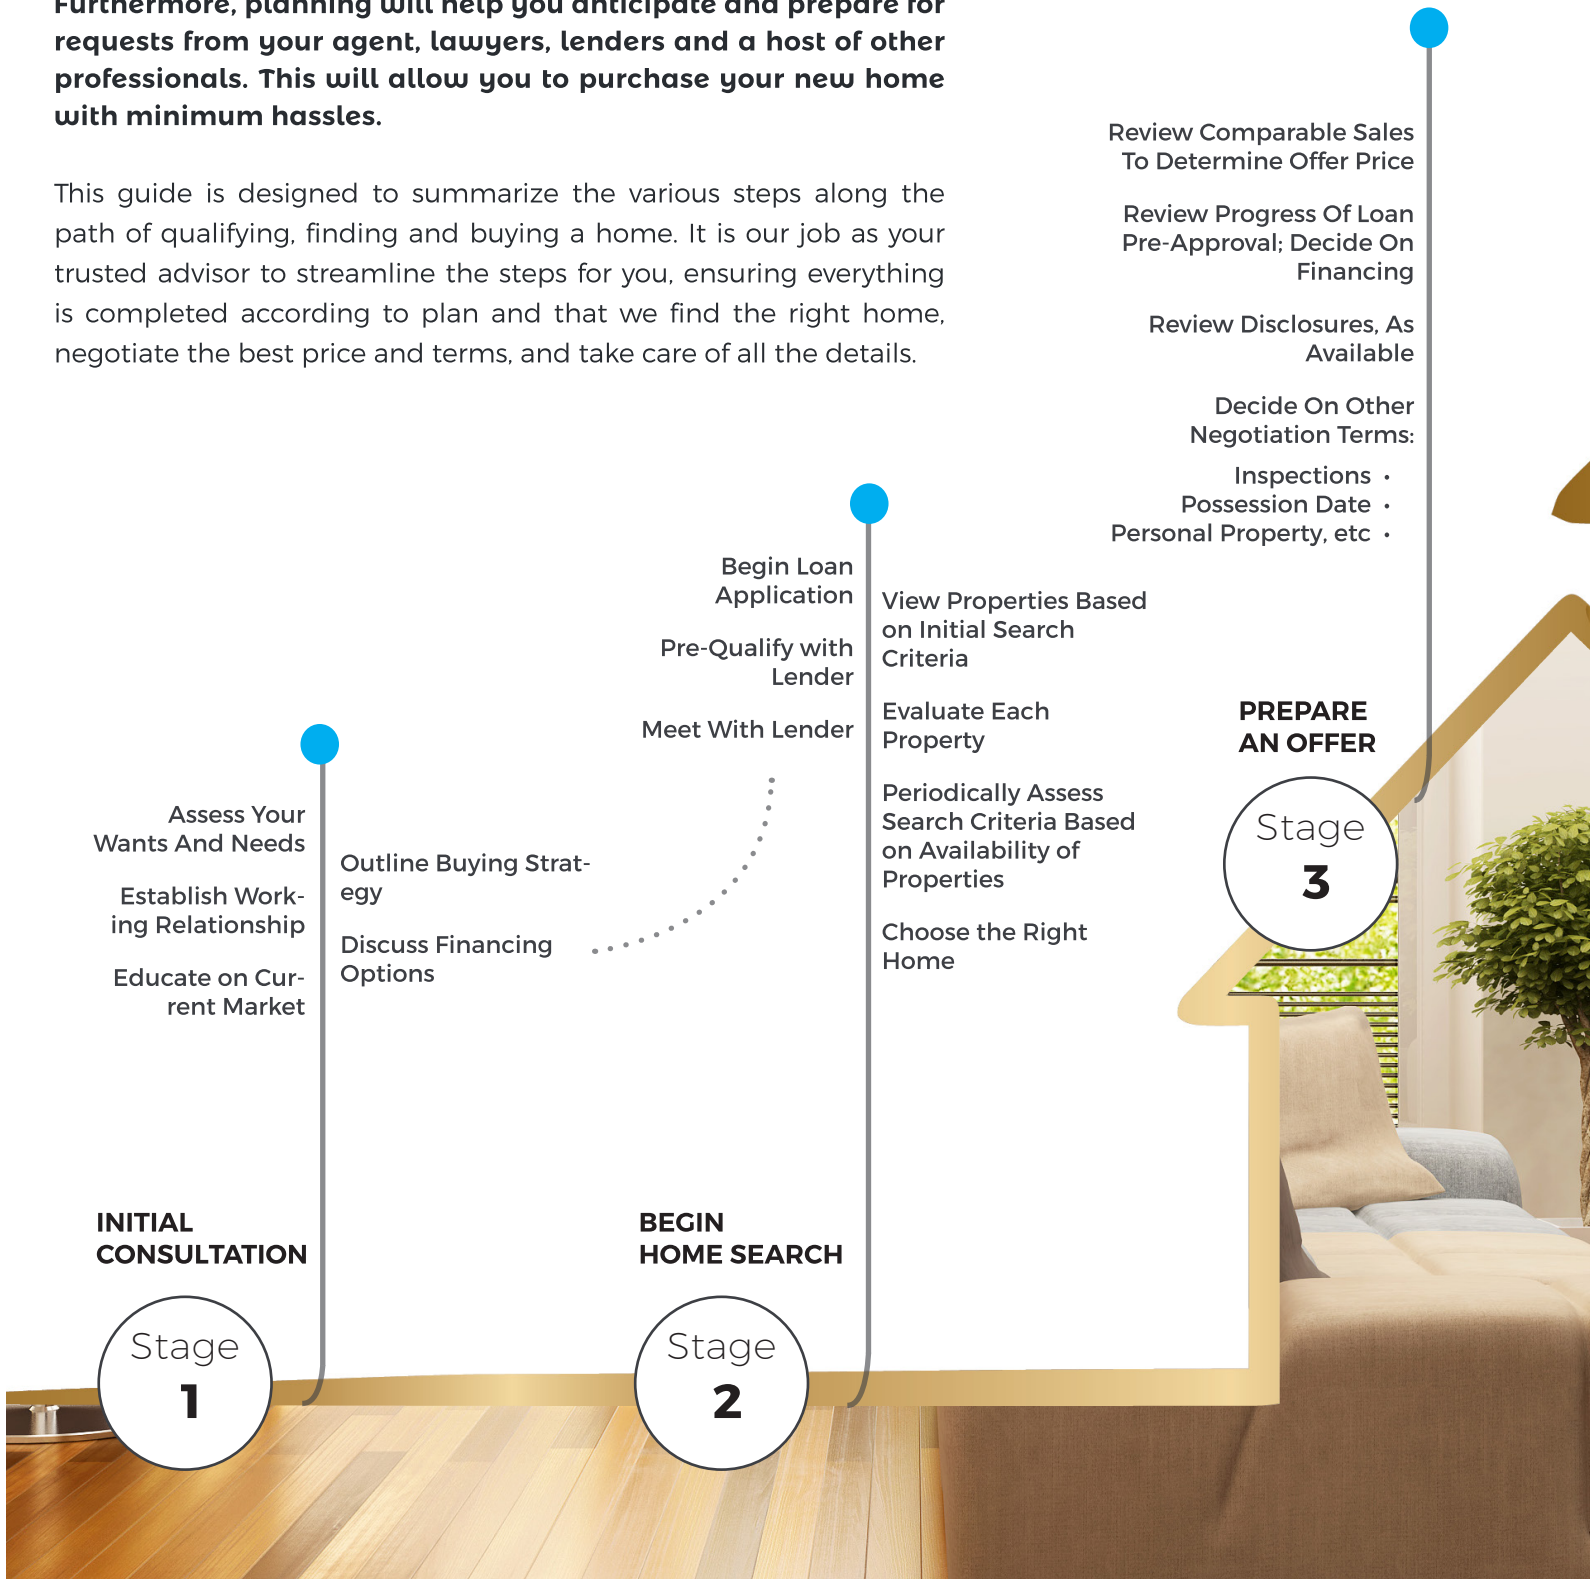 Furthermore, planning will help you anticipate and prepare for
requests from your agent, lawyers, lenders and a host of other
professionals. This will allow you to purchase your new home
with minimum hassles.
This guide is designed to summarize the various steps along the
path of qualifying, finding and buying a home. It is our job as your
trusted advisor to streamline the steps for you, ensuring everything
is completed according to plan and that we find the right home,
negotiate the best price and terms, and take care of all the details.
Assess Your
Wants And Needs
Establish Work-
ing Relationship
Educate on Cur-
rent Market
Outline Buying Strat-
egy
Discuss Financing
Options
INITIAL
CONSULTATION
Stage
1
Begin Loan
Application
Pre-Qualify with
Lender
Meet With Lender
View Properties Based
on Initial Search
Criteria
Evaluate Each
Property
Periodically Assess
Search Criteria Based
on Availability of
Properties
Choose the Right
Home
BEGIN
HOME SEARCH
Stage
2
Review Comparable Sales
To Determine Offer Price
Review Progress Of Loan
Pre-Approval; Decide On
Financing
Review Disclosures, As
Available
Decide On Other
Negotiation Terms:
Inspections •
Possession Date •
Personal Property, etc •
PREPARE
AN OFFER
Stage
3